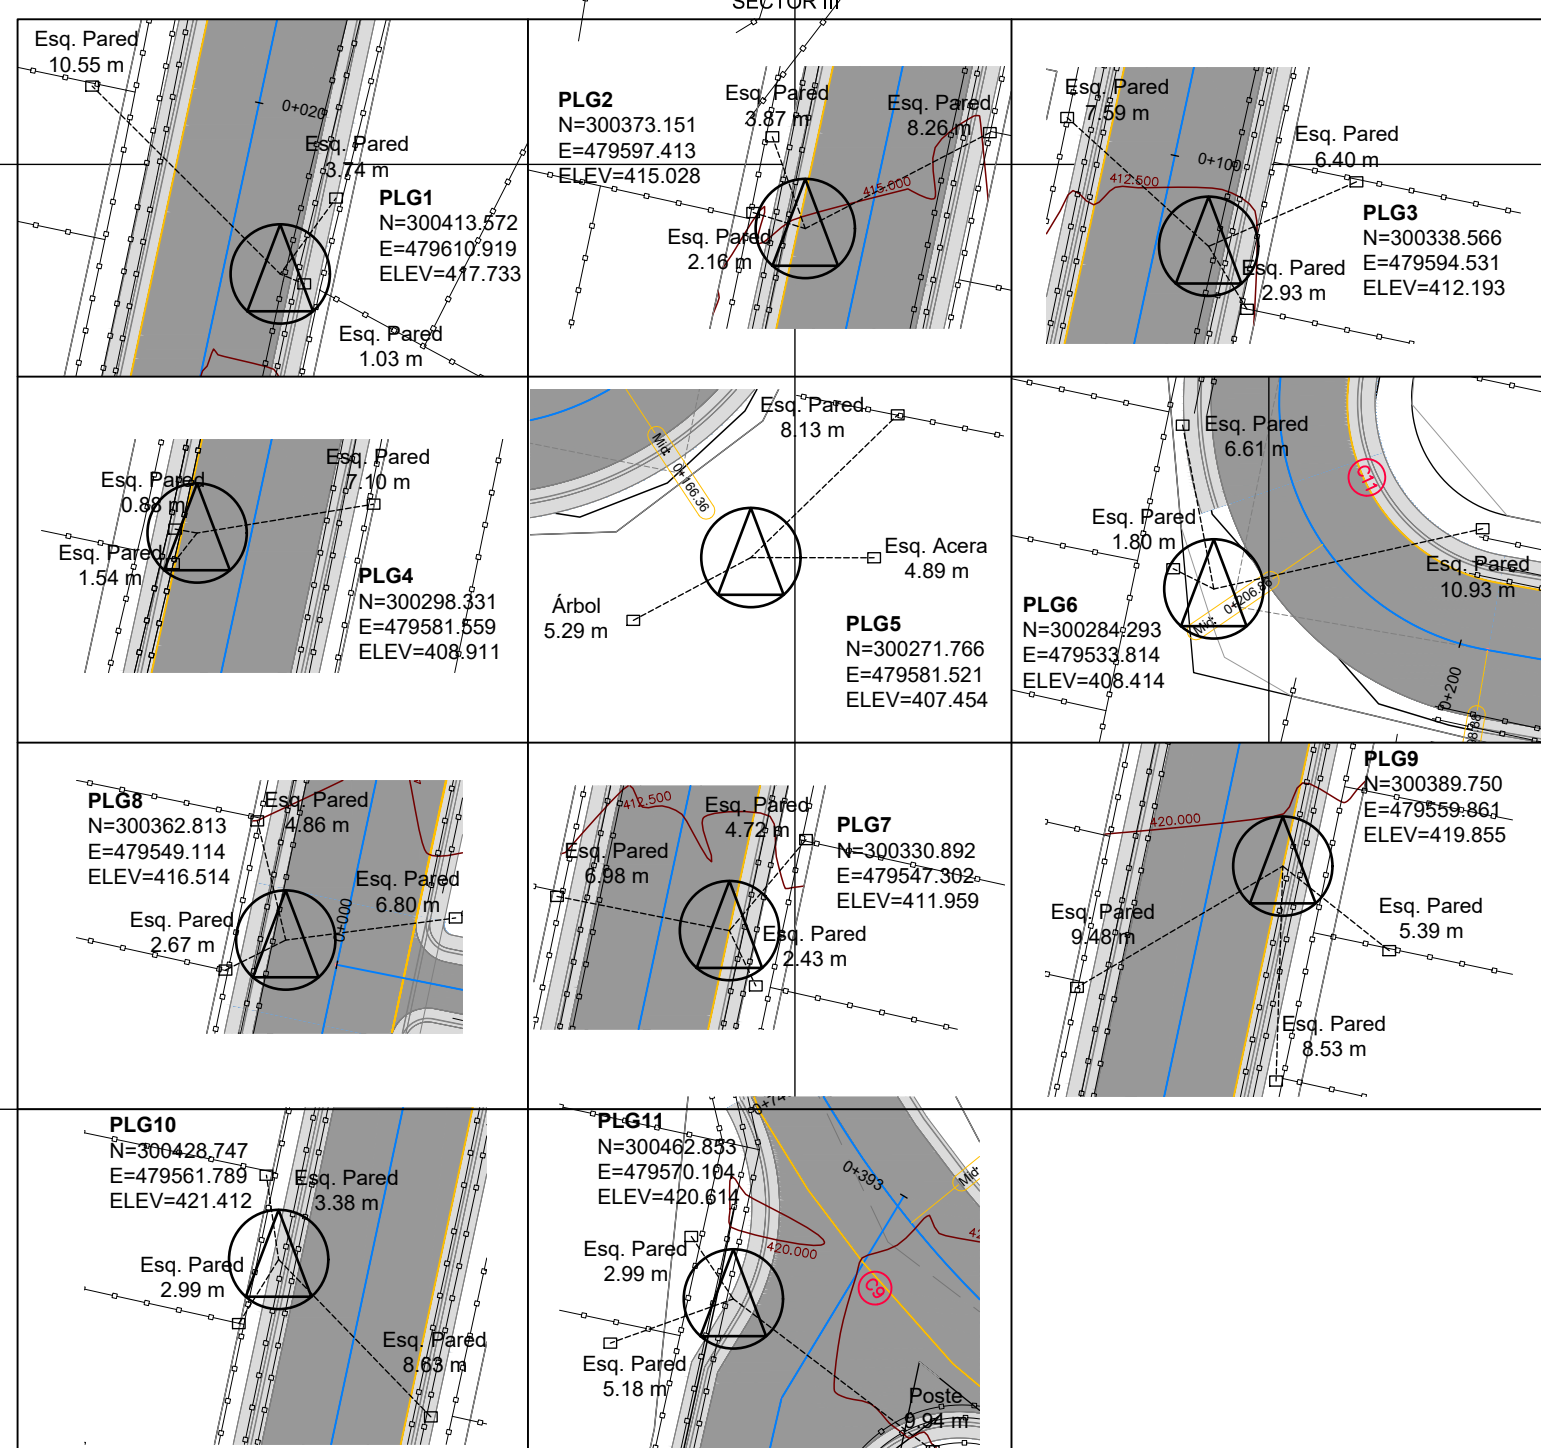 SECTOR III
Esq. Pared
10.55 m
0+020
Esq. Pared
3.74 m
PLG1
N=300413.572
E=479610.919
ELEV=417.733
Esq. Pared
1.03 m
PLG2
N=300373.151
E=479597.413
ELEV=415.028
Esq. Pared
3.87 m
Esq. Pared
8.26 m
415.000
Esq. Pared
2.16 m
Esq. Pared
7.59 m
0+100
412.500
Esq. Pared
6.40 m
PLG3
N=300338.566
E=479594.531
ELEV=412.193
Esq. Pared
2.93 m
Esq. Pared
0.88 m
Esq. Pared
7.10 m
Esq. Pared
1.54 m
PLG4
N=300298.331
E=479581.559
ELEV=408.911
Esq. Pared
8.13 m
Mid: 0+166.36
Esq. Acera
4.89 m
Árbol
5.29 m
PLG5
N=300271.766
E=479581.521
ELEV=407.454
Esq. Pared
6.61 m
C11
Esq. Pared
1.80 m
Esq. Pared
10.93 m
PLG6
N=300284.293
E=479533.814
ELEV=408.414
0+200
PLG8
N=300362.813
E=479549.114
ELEV=416.514
Esq. Pared
4.86 m
Esq. Pared
6.80 m
0+000
Esq. Pared
2.67 m
412.500
Esq. Pared
4.72 m
Esq. Pared
6.98 m
PLG7
N=300330.892
E=479547.302
ELEV=411.959
Esq. Pared
2.43 m
PLG9
N=300389.750
E=479559.861
ELEV=419.855
420.000
Esq. Pared
9.48 m
Esq. Pared
5.39 m
Esq. Pared
8.53 m
PLG10
N=300428.747
E=479561.789
ELEV=421.412
Esq. Pared
3.38 m
Esq. Pared
2.99 m
Esq. Pared
8.63 m
PLG11
N=300462.853
E=479570.104
ELEV=420.614
0+393
Mid:
420.000
C9
Esq. Pared
2.99 m
Esq. Pared
5.18 m
Poste
9.94 m